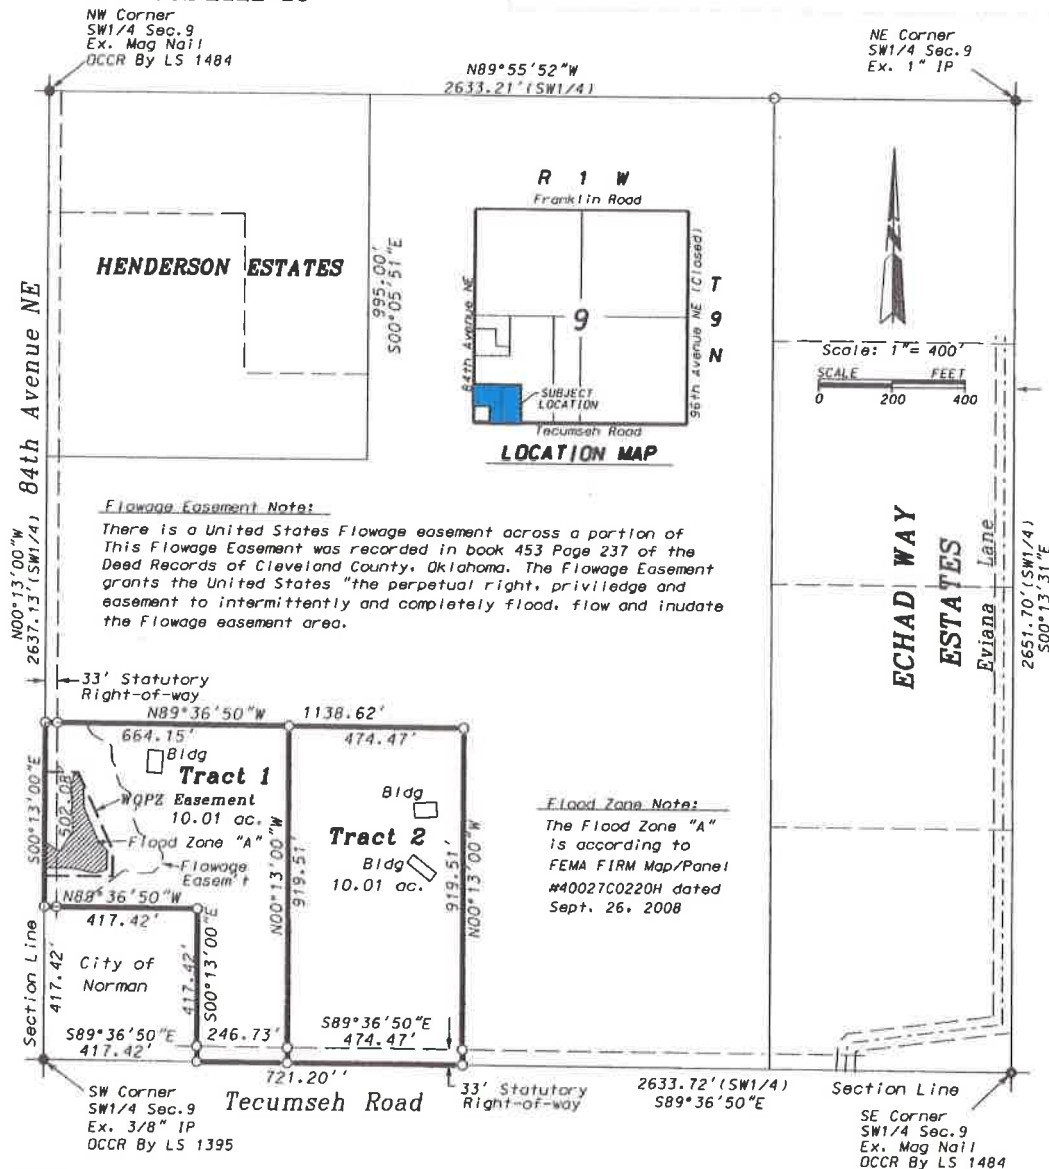 NW Corner
SW1/4 Sec.9
Ex. Mag Nail
OCCR By LS 1484
N89°55'52"W
2633.21'(SW1/4)
NE Corner
SW1/4 Sec.9
Ex. 1" IP
R 1 W
Franklin Road
84th Avenue NE
9
96th Avenue NE (Closed)
T
9
N
SUBJECT
LOCATION
Tecumseh Road
LOCATION MAP
N
Scale: 1"= 400'
SCALE FEET
0 200 400
HENDERSON ESTATES
995.00'
S00°05'51"E
84th Avenue NE
N00°13'00"W
2637.13'(SW1/4)
Flowage Easement Note:
There is a United States Flowage easement across a portion of
This Flowage Easement was recorded in book 453 Page 237 of the
Deed Records of Cleveland County, Oklahoma. The Flowage Easement
grants the United States "the perpetual right, priviledge and
easement to intermittently and completely flood, flow and inudate
the Flowage easement area.
ECHAD WAY
ESTATES
Eviana Lane
2651.70'(SW1/4)
S00°13'31"E
33' Statutory
Right-of-way
N89°36'50"W 1138.62'
664.15' 474.47'
Bldg
Tract 1
WQPZ Easement
10.01 ac.
Flood Zone "A"
Flowage
Easem't
S00°13'00"E
502.08'
N00°13'00"W
919.51'
Bldg
Tract 2
Bldg
10.01 ac.
919.51'
N00°13'00"W
Flood Zone Note:
The Flood Zone "A"
is according to
FEMA FIRM Map/Panel
#40027C0220H dated
Sept. 26, 2008
N89°36'50"W
417.42'
Section Line
417.42'
City of
Norman
417.42'
S00°13'00"E
S89°36'50"E
417.42'
246.73'
S89°36'50"E
474.47'
721.20''
Tecumseh Road
33' Statutory
Right-of-way
2633.72'(SW1/4)
S89°36'50"E
Section Line
SW Corner
SW1/4 Sec.9
Ex. 3/8" IP
OCCR By LS 1395
SE Corner
SW1/4 Sec.9
Ex. Mag Nail
OCCR By LS 1484